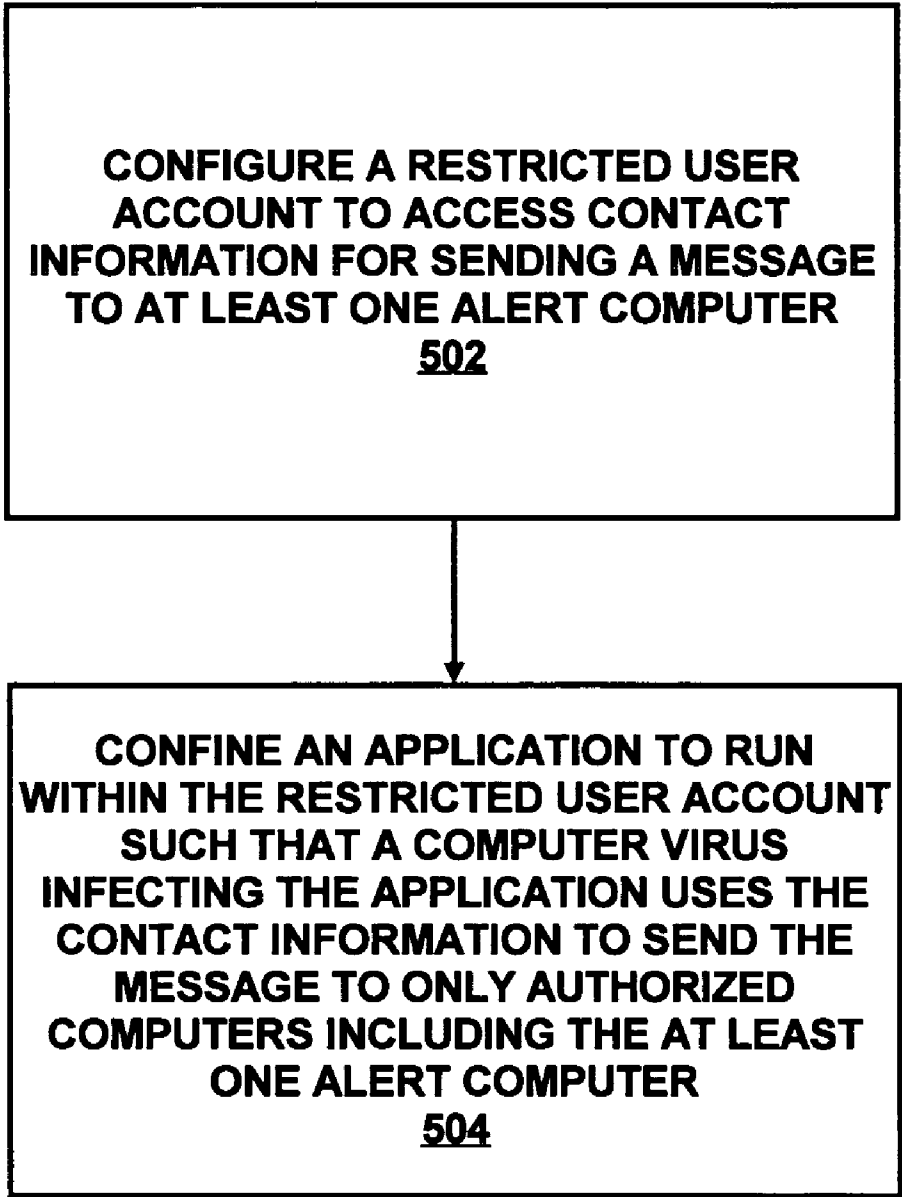 CONFIGURE A RESTRICTED USER
ACCOUNT TO ACCESS CONTACT
INFORMATION FOR SENDING A MESSAGE
TO AT LEAST ONE ALERT COMPUTER
502
CONFINE AN APPLICATION TO RUN
WITHIN THE RESTRICTED USER ACCOUNT
SUCH THAT A COMPUTER VIRUS
INFECTING THE APPLICATION USES THE
CONTACT INFORMATION TO SEND THE
MESSAGE TO ONLY AUTHORIZED
COMPUTERS INCLUDING THE AT LEAST
ONE ALERT COMPUTER
504